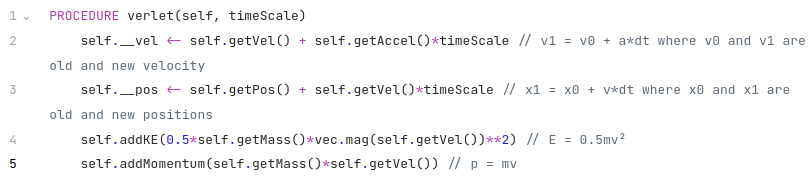 1 PROCEDURE verlet(self, timeScale)
2 self.__vel ← self.getVel() + self.getAccel()*timeScale // v1 = v0 + a*dt where v0 and v1 are
old and new velocity
3 self.__pos ← self.getPos() + self.getVel()*timeScale // x1 = x0 + v*dt where x0 and x1 are
old and new positions
4 self.addKE(0.5*self.getMass()*vec.mag(self.getVel())**2) // E = 0.5mv²
5 self.addMomentum(self.getMass()*self.getVel()) // p = mv